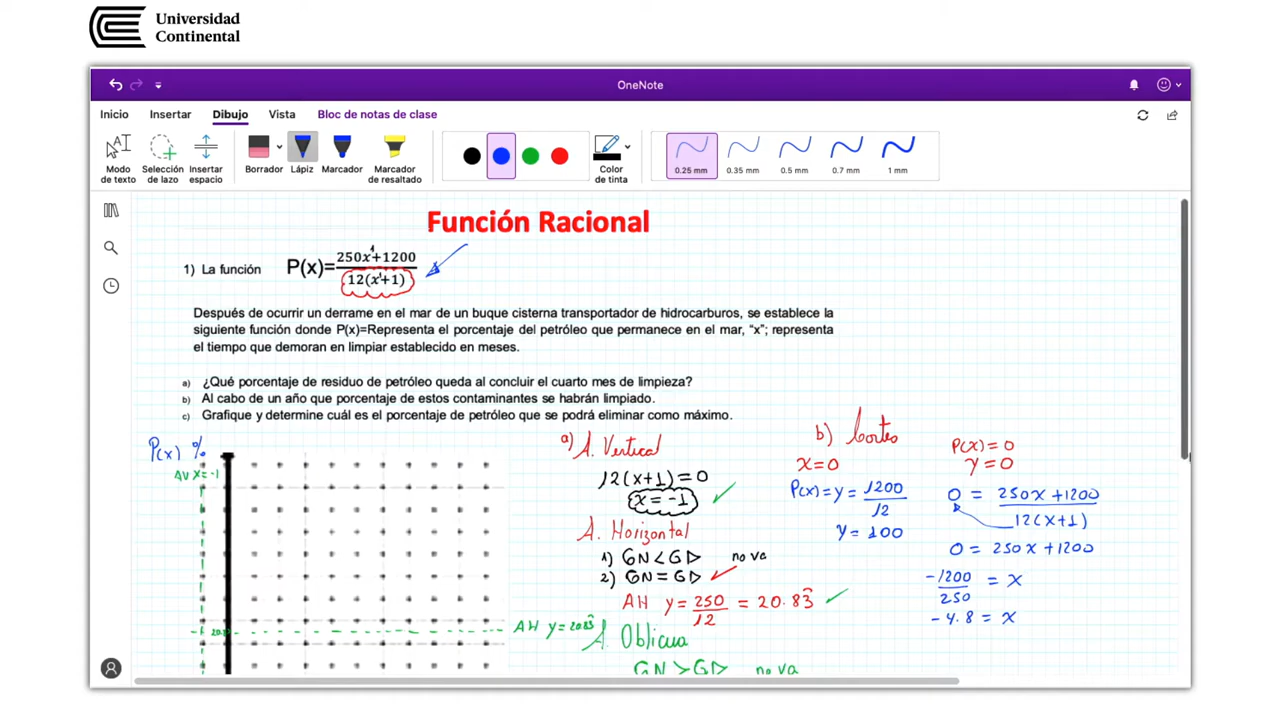 Universidad
Continental
OneNote
Inicio
Insertar
Dibujo
Vista
Bloc de notas de clase
Modo de texto
Selección de lazo
Insertar espacio
Borrador
Lápiz
Marcador
Marcador de resaltado
Color de tinta
0.25 mm
0.35 mm
0.5 mm
0.7 mm
1 mm
Función Racional
1) La función P(x)= 250x¹+1200 / 12(x¹+1)
Después de ocurrir un derrame en el mar de un buque cisterna transportador de hidrocarburos, se establece la
siguiente función donde P(x)=Representa el porcentaje del petróleo que permanece en el mar, “x”; representa
el tiempo que demoran en limpiar establecido en meses.
a) ¿Qué porcentaje de residuo de petróleo queda al concluir el cuarto mes de limpieza?
b) Al cabo de un año que porcentaje de estos contaminantes se habrán limpiado.
c) Grafique y determine cuál es el porcentaje de petróleo que se podrá eliminar como máximo.
P(x) %
AV x=-1
20.83
AH y=20.83
a) A. Vertical
12(x+1)=0
x=-1
A. Horizontal
1) GN<GD no va
2) GN=GD
AH y=250/12 = 20.83
A. Oblicua
GN>GD no va
b) Cortes
x=0
P(x)=y=1200/12
y=100
P(x)=0
y=0
0 = 250x+1200 / 12(x+1)
0 = 250x+1200
-1200/250 = x
-4.8 = x